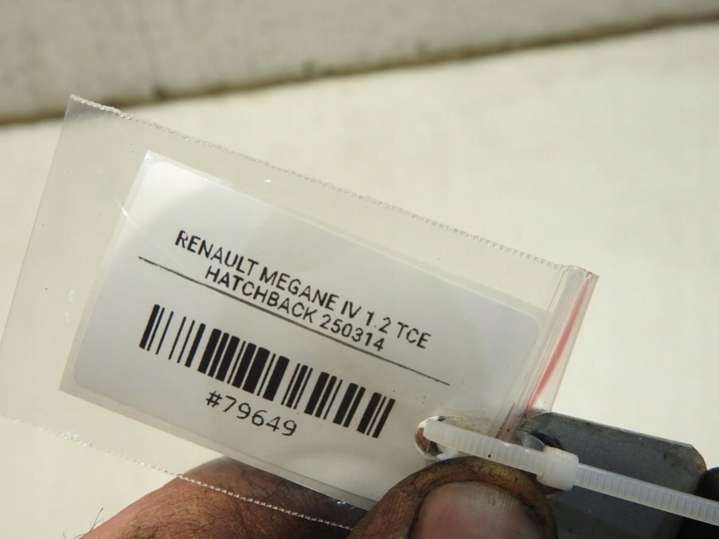 RENAULT MEGANE IV 1.2 TCE
HATCHBACK 250314
#79649